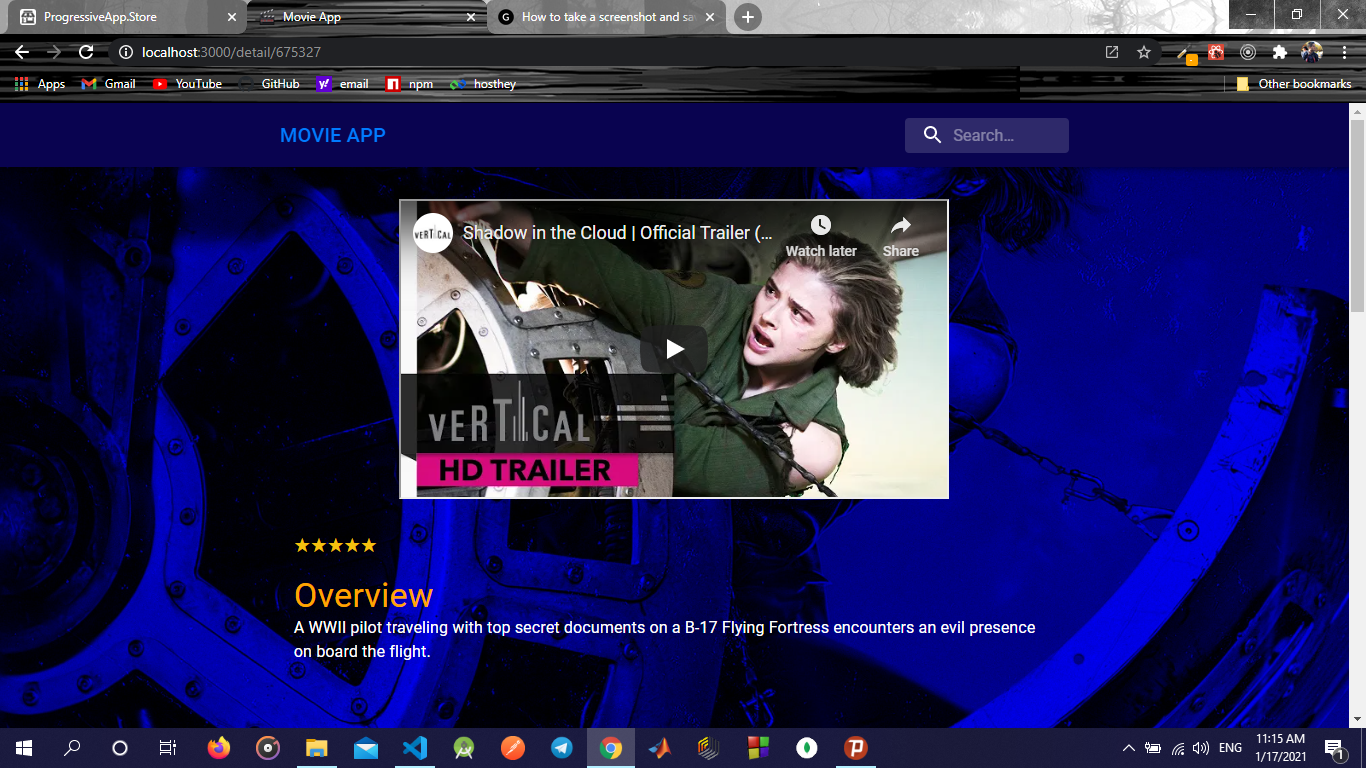 ProgressiveApp.Store
Movie App
How to take a screenshot and sa
localhost:3000/detail/675327
Apps
Gmail
YouTube
GitHub
email
npm
hosthey
Other bookmarks
MOVIE APP
Search…
VERTICAL
Shadow in the Cloud | Official Trailer (…
Watch later
Share
VERTICAL
HD TRAILER
★★★★★
Overview
A WWII pilot traveling with top secret documents on a B-17 Flying Fortress encounters an evil presence
on board the flight.
ENG
11:15 AM
1/17/2021
1